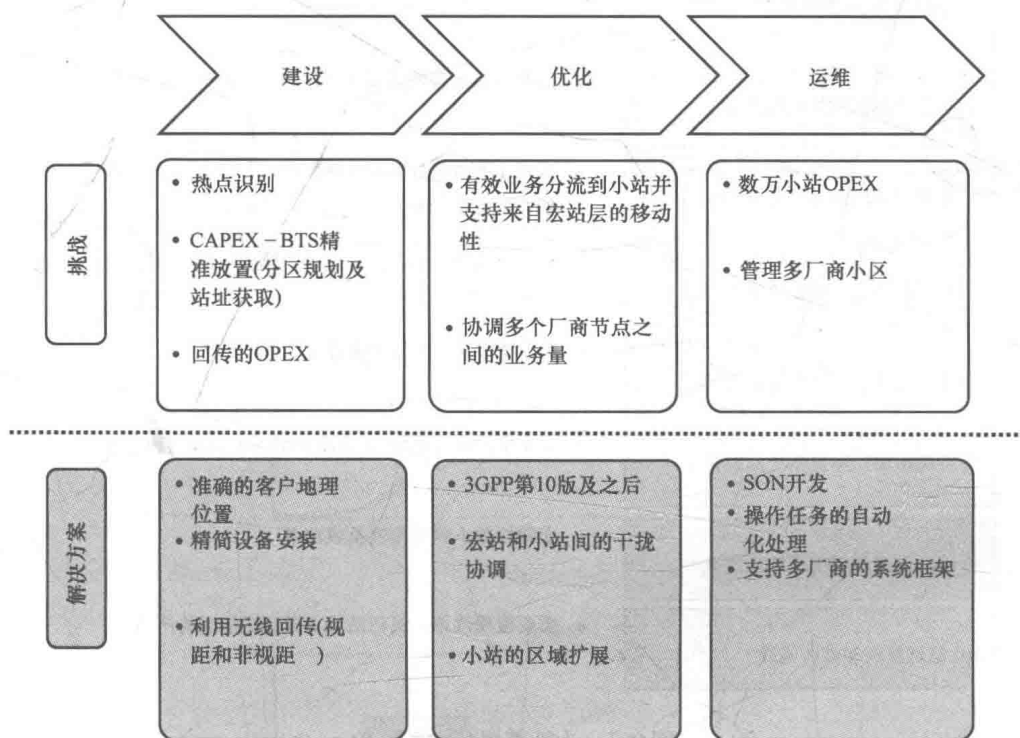 建设
优化
运维
挑战
• 热点识别
• CAPEX－BTS精
准放置(分区规划及
站址获取)
• 回传的OPEX
• 有效业务分流到小站并
支持来自宏站层的移动
性
• 协调多个厂商节点之
间的业务量
• 数万小站OPEX
• 管理多厂商小区
解决方案
• 准确的客户地理
位置
• 精简设备安装
• 利用无线回传(视
距和非视距 )
• 3GPP第10版及之后
• 宏站和小站间的干拢
协调
• 小站的区域扩展
• SON开发
• 操作任务的自动
化处理
• 支持多厂商的系统框架